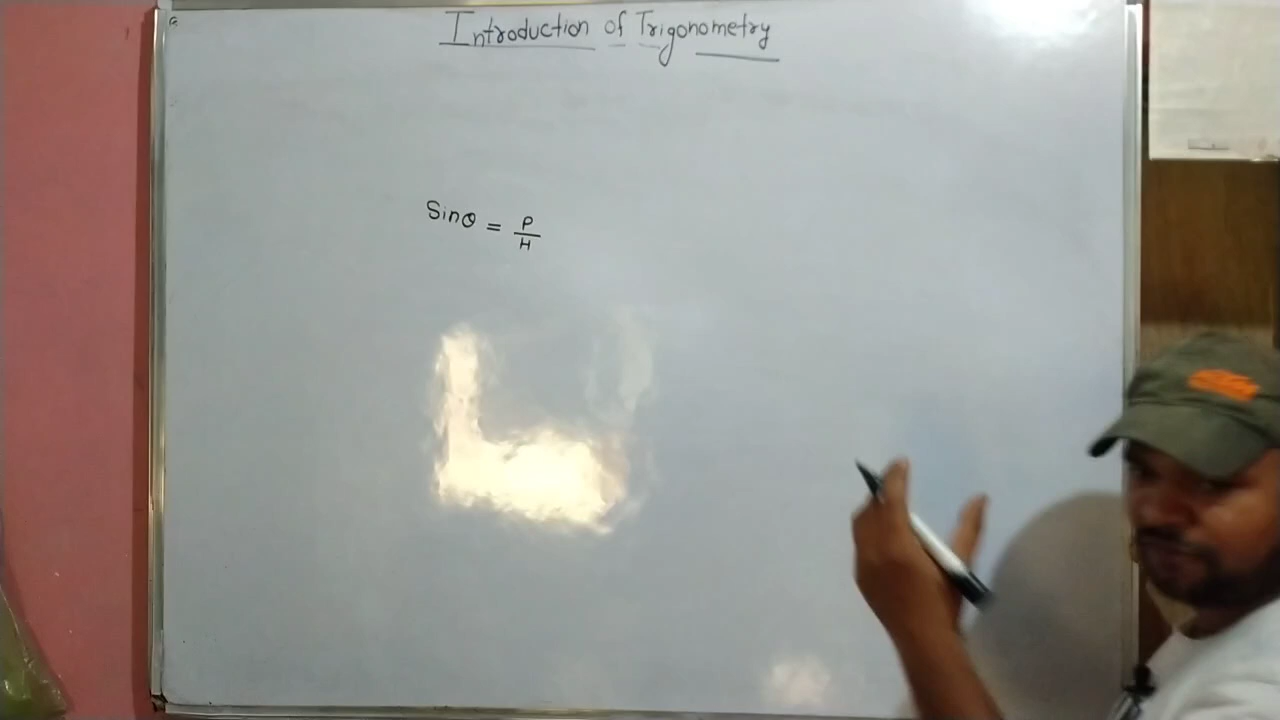 Introduction of Trigonometry
Sinθ = P/H